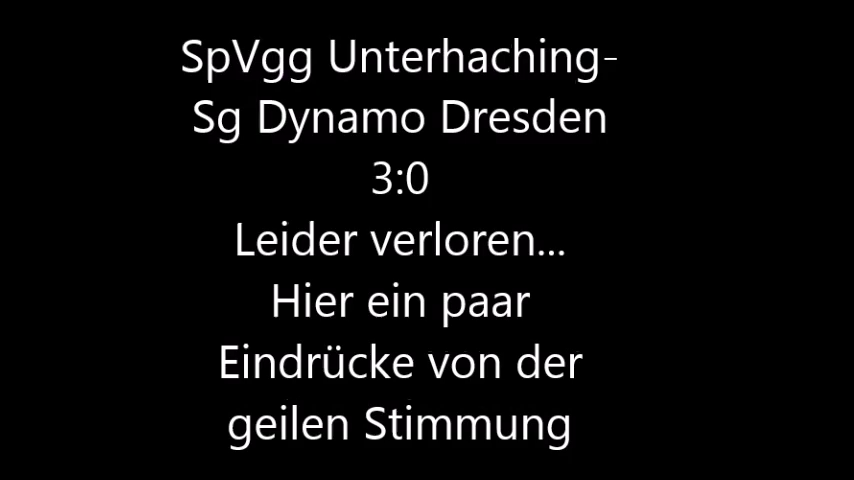 SpVgg Unterhaching-
Sg Dynamo Dresden
3:0
Leider verloren...
Hier ein paar
Eindrücke von der
geilen Stimmung